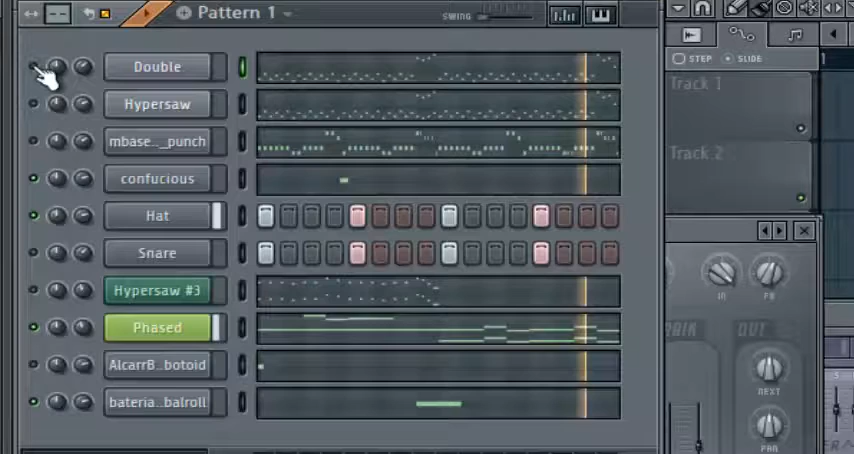 Pattern 1
SWING
Double
Hypersaw
mbase..._punch
confucious
Hat
Snare
Hypersaw #3
Phased
AlcarrB...botoid
bateria...balroll
STEP
SLIDE
1
Track 1
Track 2
IN
OUT
NEXT
PAN